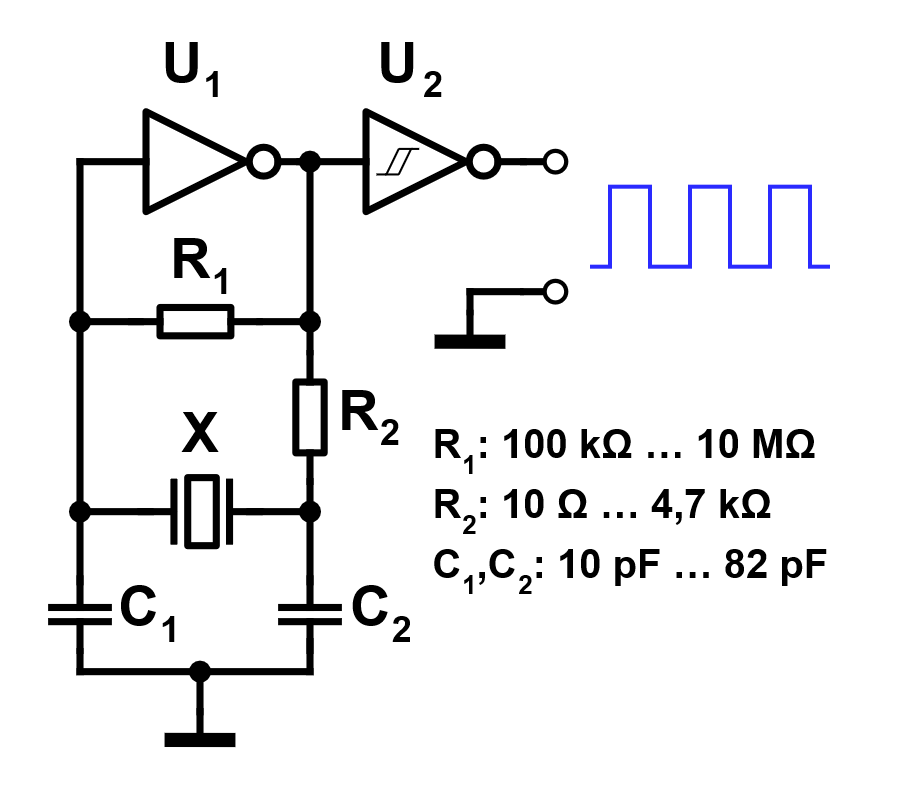 U₁ U₂
R₁
R₂
X
R₁: 100 kΩ … 10 MΩ
R₂: 10 Ω … 4,7 kΩ
C₁,C₂: 10 pF … 82 pF
C₁ C₂